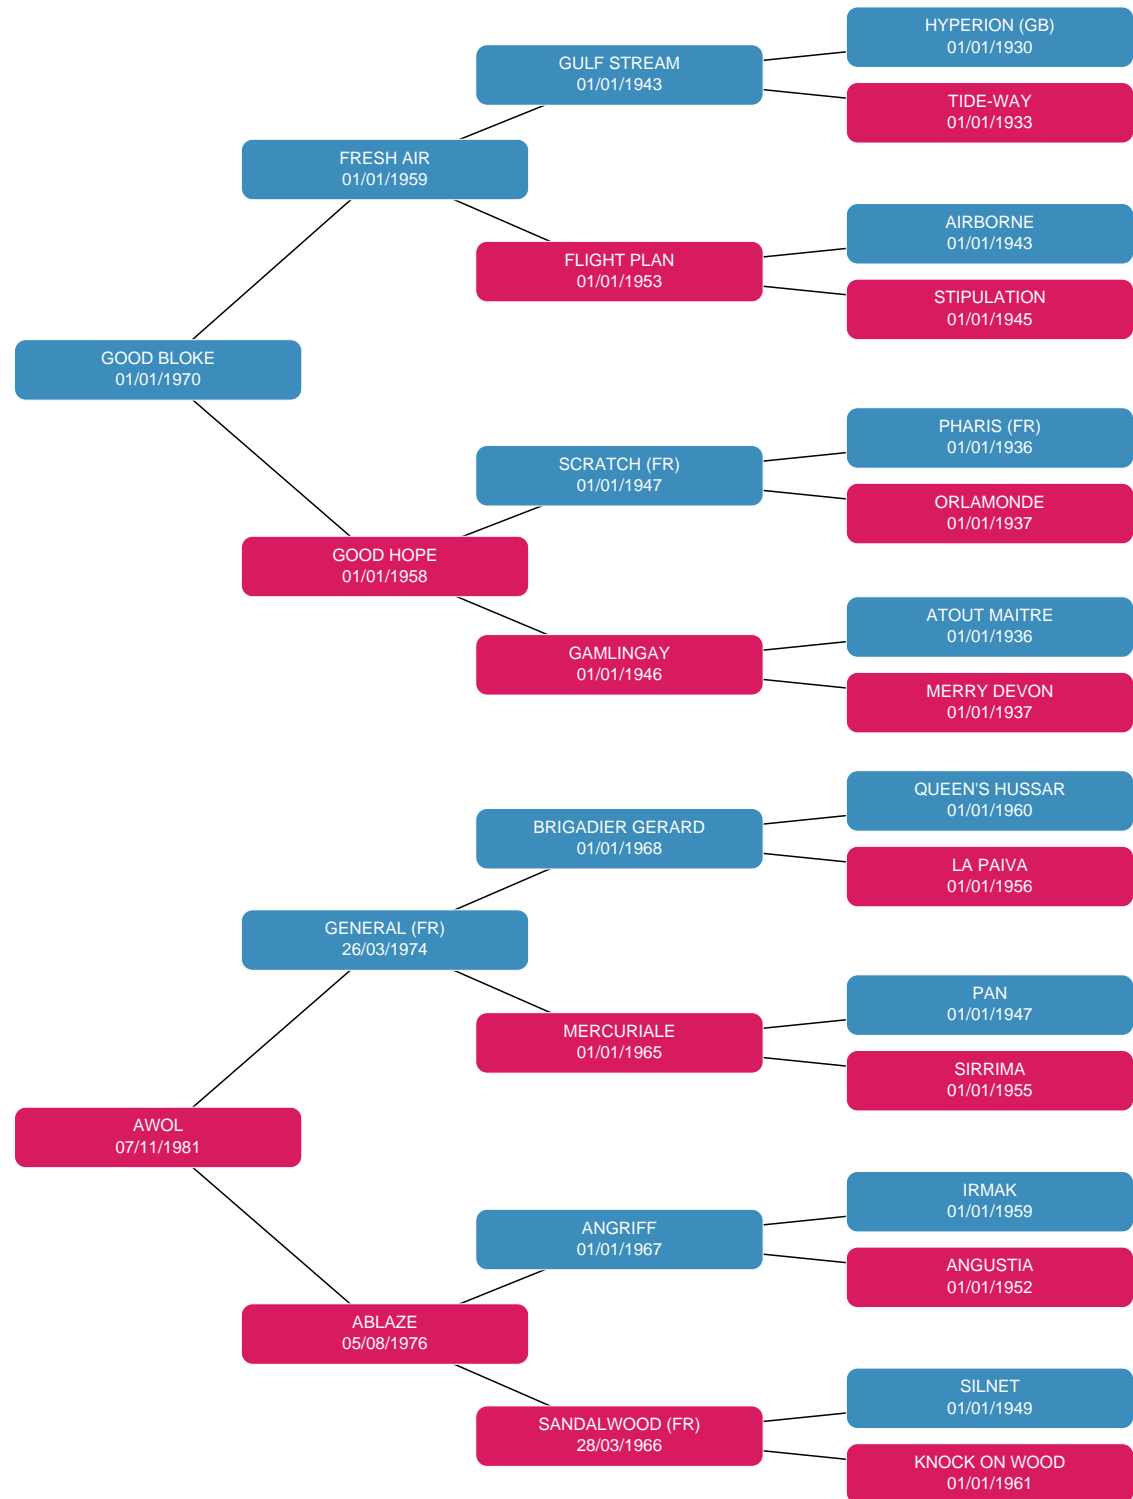 HYPERION (GB)
01/01/1930
GULF STREAM
01/01/1943
TIDE-WAY
01/01/1933
FRESH AIR
01/01/1959
AIRBORNE
01/01/1943
FLIGHT PLAN
01/01/1953
STIPULATION
01/01/1945
GOOD BLOKE
01/01/1970
PHARIS (FR)
01/01/1936
SCRATCH (FR)
01/01/1947
ORLAMONDE
01/01/1937
GOOD HOPE
01/01/1958
ATOUT MAITRE
01/01/1936
GAMLINGAY
01/01/1946
MERRY DEVON
01/01/1937
QUEEN'S HUSSAR
01/01/1960
BRIGADIER GERARD
01/01/1968
LA PAIVA
01/01/1956
GENERAL (FR)
26/03/1974
PAN
01/01/1947
MERCURIALE
01/01/1965
SIRRIMA
01/01/1955
AWOL
07/11/1981
IRMAK
01/01/1959
ANGRIFF
01/01/1967
ANGUSTIA
01/01/1952
ABLAZE
05/08/1976
SILNET
01/01/1949
SANDALWOOD (FR)
28/03/1966
KNOCK ON WOOD
01/01/1961